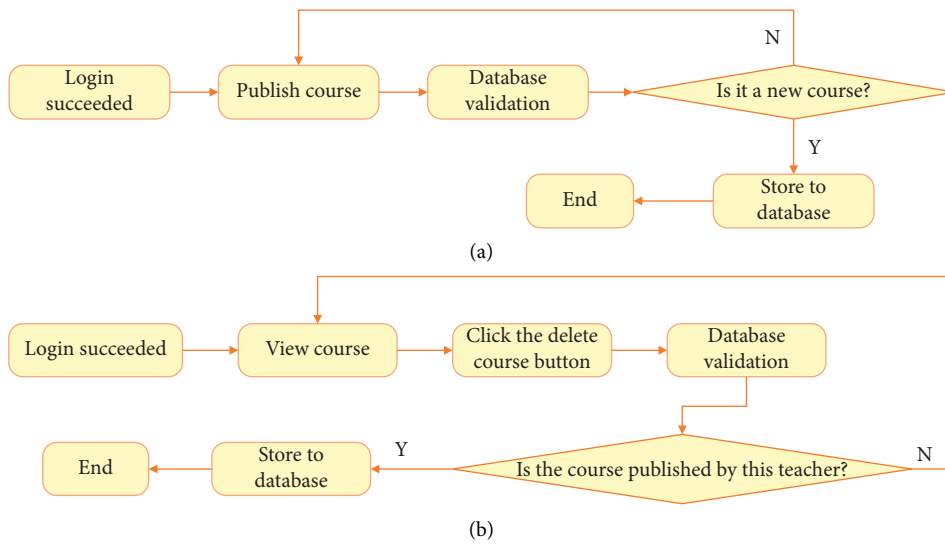 N
Login
succeeded
Publish course
Database
validation
Is it a new course?
Y
End
Store to
database
(a)
Login succeeded
View course
Click the delete
course button
Database
validation
End
Store to
database
Y
Is the course published by this teacher?
N
(b)